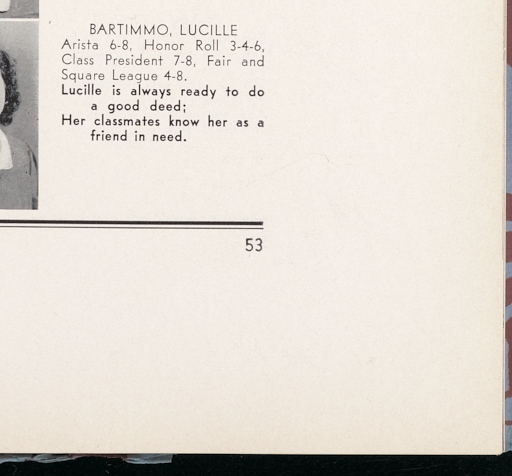 BARTIMMO, LUCILLE
Arista 6-8, Honor Roll 3-4-6,
Class President 7-8, Fair and
Square League 4-8.
Lucille is always ready to do
a good deed;
Her classmates know her as a
friend in need.
53